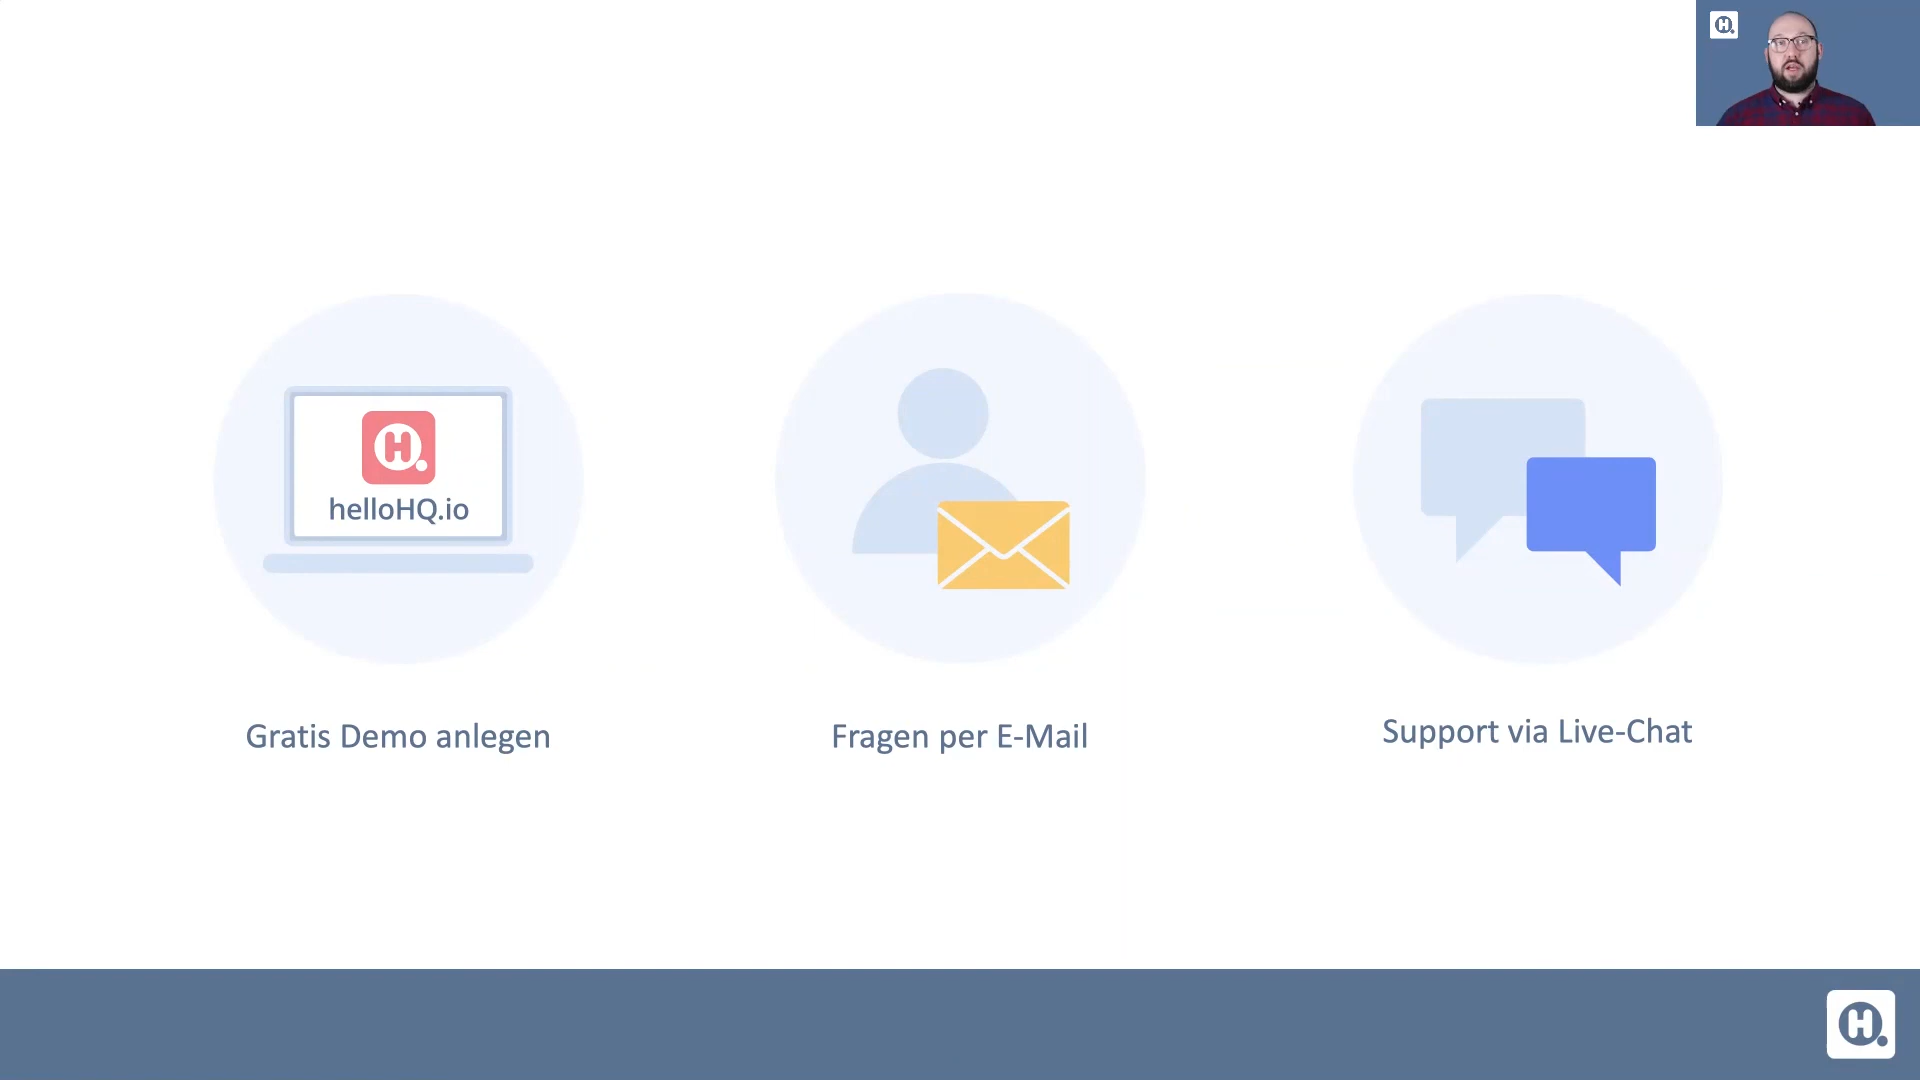 H.
H.
helloHQ.io
Gratis Demo anlegen
Fragen per E-Mail
Support via Live-Chat
H.